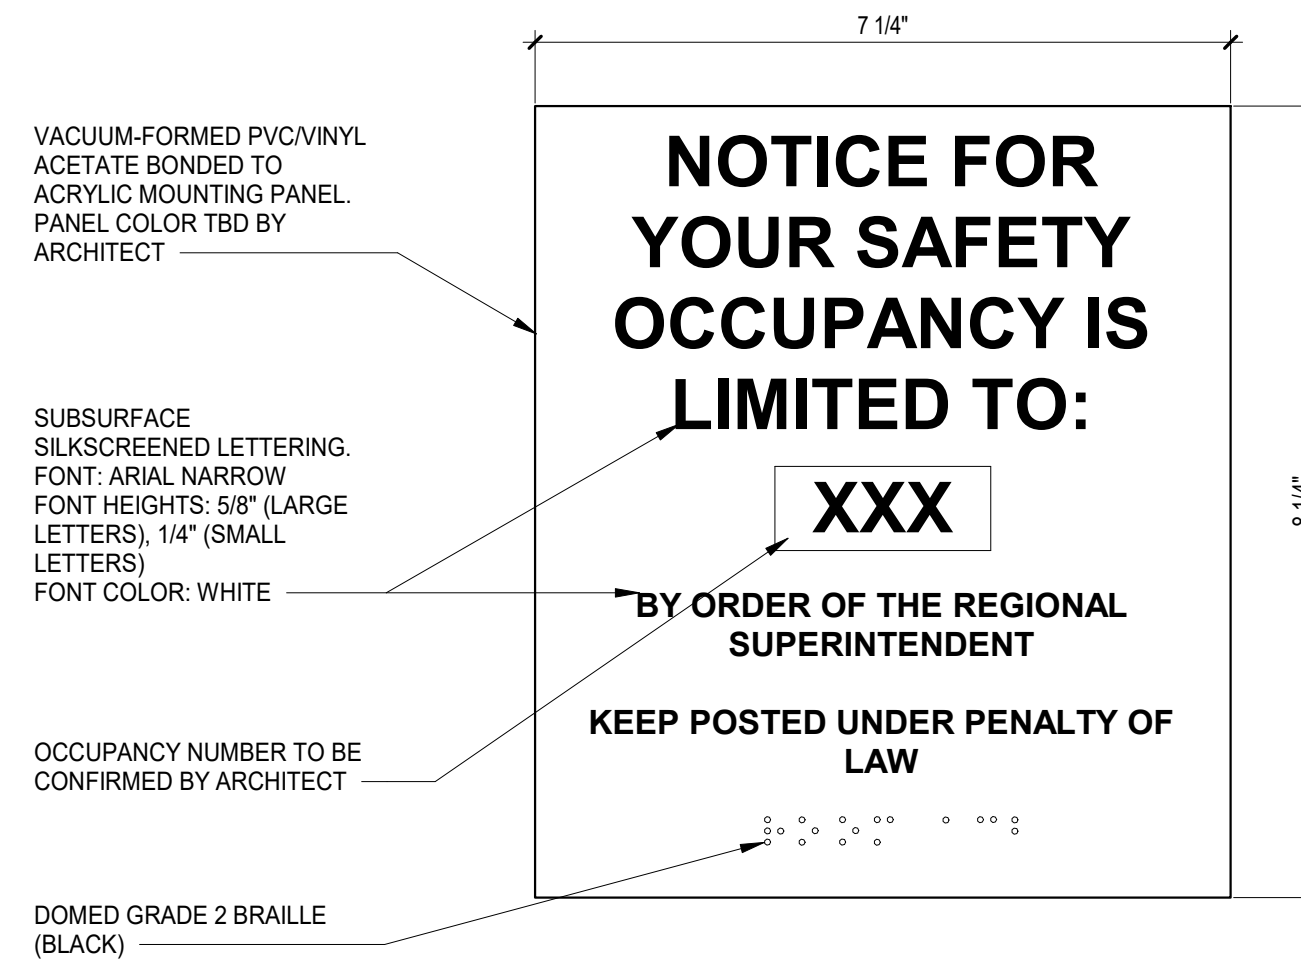 7 1/4"
VACUUM-FORMED PVC/VINYL
ACETATE BONDED TO
ACRYLIC MOUNTING PANEL.
PANEL COLOR TBD BY
ARCHITECT
SUBSURFACE
SILKSCREENED LETTERING.
FONT: ARIAL NARROW
FONT HEIGHTS: 5/8" (LARGE
LETTERS), 1/4" (SMALL
LETTERS)
FONT COLOR: WHITE
OCCUPANCY NUMBER TO BE
CONFIRMED BY ARCHITECT
DOMED GRADE 2 BRAILLE
(BLACK)
NOTICE FOR
YOUR SAFETY
OCCUPANCY IS
LIMITED TO:
XXX
BY ORDER OF THE REGIONAL
SUPERINTENDENT
KEEP POSTED UNDER PENALTY OF
LAW
8 1/4"